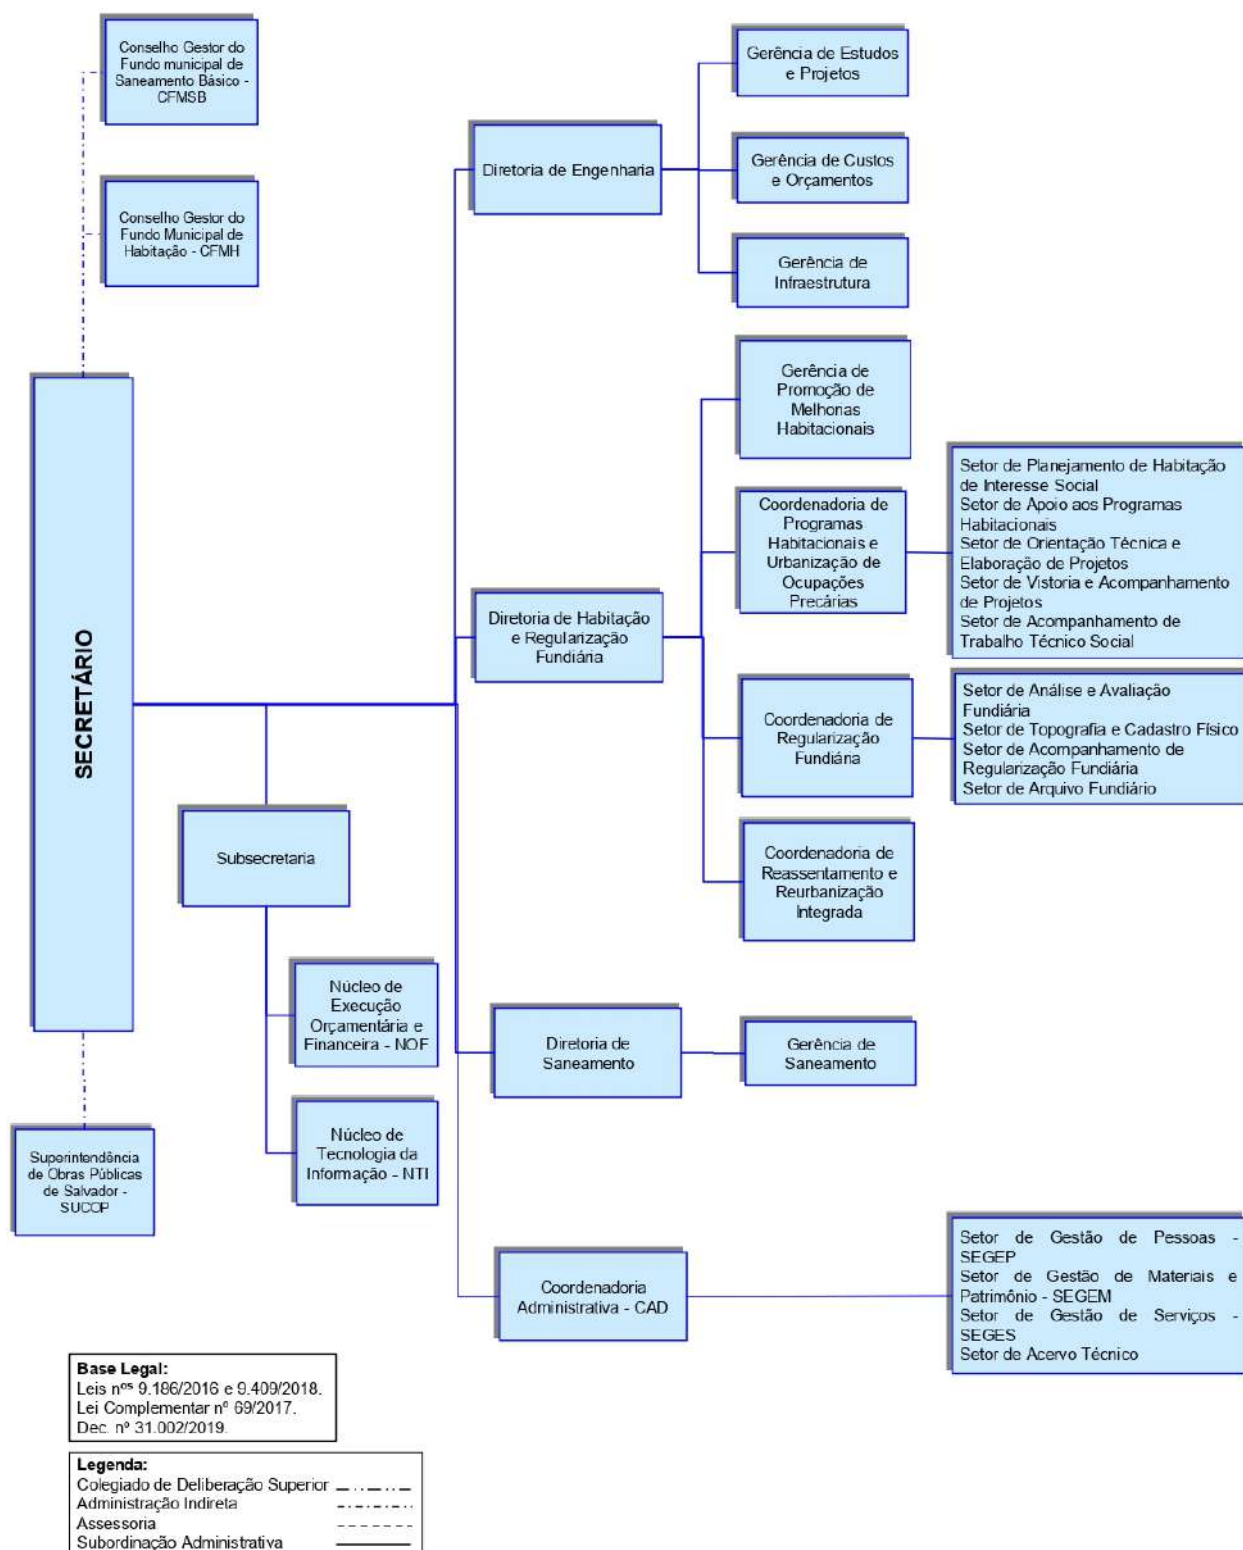 Conselho Gestor do
Fundo municipal de
Saneamento Básico -
CFMSB
Conselho Gestor do
Fundo Municipal de
Habitação - CFMH
SECRETÁRIO
Superintendência
de Obras Públicas
de Salvador -
SUCOP
Subsecretaria
Núcleo de
Execução
Orçamentária e
Financeira - NOF
Núcleo de
Tecnologia da
Informação - NTI
Diretoria de Engenharia
Gerência de Estudos
e Projetos
Gerência de Custos
e Orçamentos
Gerência de
Infraestrutura
Diretoria de Habitação
e Regularização
Fundiária
Gerência de
Promoção de
Melhorias
Habitacionais
Coordenadoria de
Programas
Habitacionais e
Urbanização de
Ocupações
Precárias
Setor de Planejamento de Habitação
de Interesse Social
Setor de Apoio aos Programas
Habitacionais
Setor de Orientação Técnica e
Elaboração de Projetos
Setor de Vistoria e Acompanhamento
de Projetos
Setor de Acompanhamento de
Trabalho Técnico Social
Coordenadoria de
Regularização
Fundiária
Setor de Análise e Avaliação
Fundiária
Setor de Topografia e Cadastro Físico
Setor de Acompanhamento de
Regularização Fundiária
Setor de Arquivo Fundiário
Coordenadoria de
Reassentamento e
Reurbanização
Integrada
Diretoria de
Saneamento
Gerência de
Saneamento
Coordenadoria
Administrativa - CAD
Setor de Gestão de Pessoas -
SEGEP
Setor de Gestão de Materiais e
Patrimônio - SEGEM
Setor de Gestão de Serviços -
SEGES
Setor de Acervo Técnico
Base Legal:
Leis nºs 9.186/2016 e 9.409/2018.
Lei Complementar nº 69/2017.
Dec. nº 31.002/2019.
Legenda:
Colegiado de Deliberação Superior
Administração Indireta
Assessoria
Subordinação Administrativa